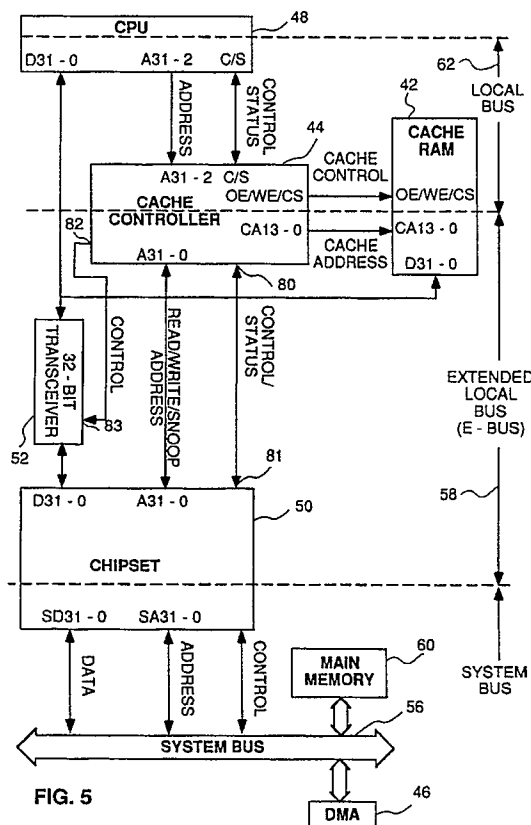 CPU
48
D31 - 0
A31 - 2
C/S
ADDRESS
CONTROL
STATUS
62
LOCAL
BUS
42
CACHE
RAM
44
A31 - 2 C/S
CACHE
CONTROLLER
OE/WE/CS
CACHE
CONTROL
OE/WE/CS
CA13 - 0
CACHE
ADDRESS
CA13 - 0
D31 - 0
82
A31 - 0
80
CONTROL
READ/WRITE/SNOOP
ADDRESS
CONTROL/
STATUS
32 - BIT
TRANSCEIVER
83
52
EXTENDED
LOCAL
BUS
(E - BUS)
81
D31 - 0
A31 - 0
50
58
CHIPSET
SD31 - 0
SA31 - 0
DATA
ADDRESS
CONTROL
SYSTEM
BUS
MAIN
MEMORY
60
56
SYSTEM BUS
FIG. 5
DMA
46